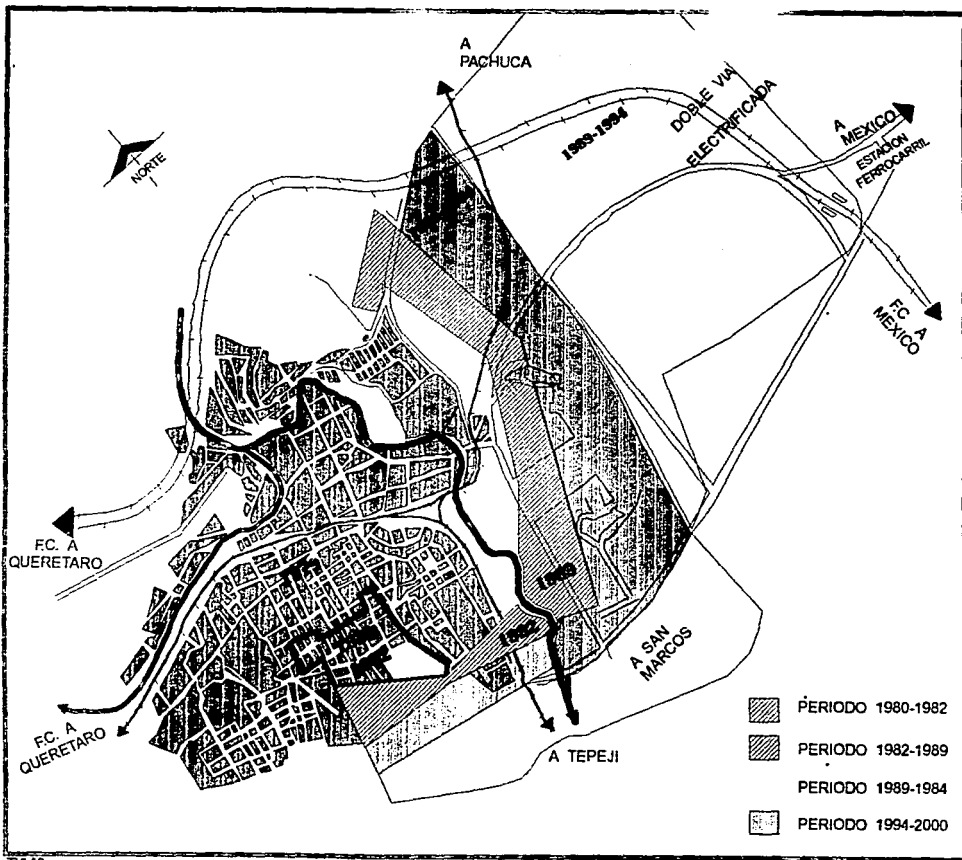 A
PACHUCA
DOBLE VIA
ELECTRIFICADA
A
MEXICO
ESTACION
FERROCARRIL
1989-1984
NORTE
F.C. A
MEXICO
F.C. A
QUERETARO
1989
1982
A SAN
MARCOS
F.C. A
QUERETARO
A TEPEJI
PERIODO 1980-1982
PERIODO 1982-1989
PERIODO 1989-1984
PERIODO 1994-2000